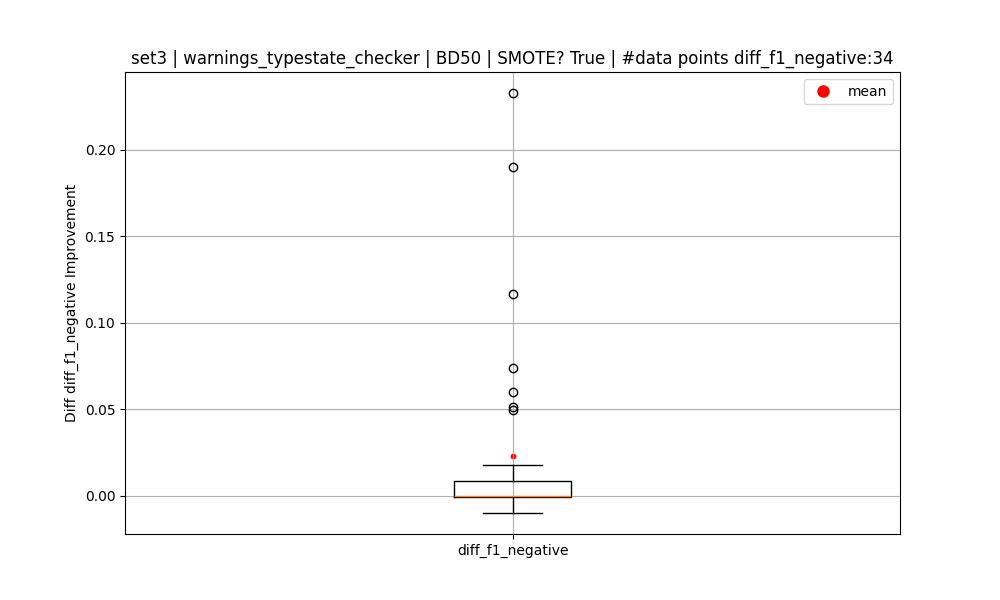 set3 | warnings_typestate_checker | BD50 | SMOTE? True | #data points diff_f1_negative:34
mean
0.20
0.15
0.10
0.05
0.00
Diff diff_f1_negative Improvement
diff_f1_negative